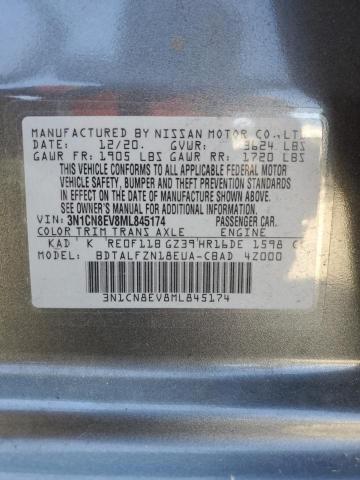 MANUFACTURED BY NISSAN MOTOR CO.,LTD.
DATE: 12/20. GVWR: 3624 LBS
GAWR FR: 1905 LBS GAWR RR: 1720 LBS
THIS VEHICLE CONFORMS TO ALL APPLICABLE FEDERAL MOTOR
VEHICLE SAFETY, BUMPER AND THEFT PREVENTION STANDARDS
IN EFFECT ON THE DATE OF MANUFACTURE SHOWN ABOVE.
SEE OWNER'S MANUAL OR DATA
VIN: 3N1CN8EV8ML845174 PASSENGER CAR.
COLOR TRIM TRANS AXLE ENGINE
KAD K RE0F11B GZ39 HR16DE 1598 CC
MODEL: BDTALFZN18EUA-CBAD 4Z000
3N1CN8EV8ML845174